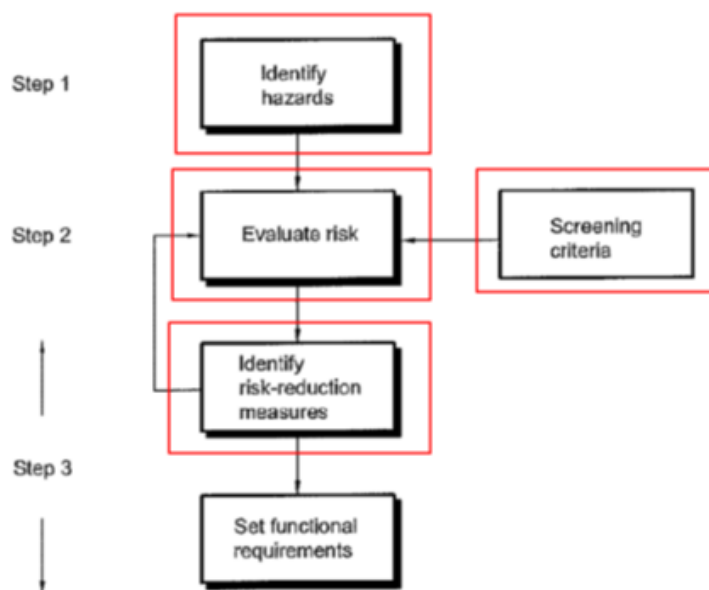 Step 1
Identify
hazards
Step 2
Evaluate risk
Screening
criteria
Identify
risk-reduction
measures
Step 3
Set functional
requirements